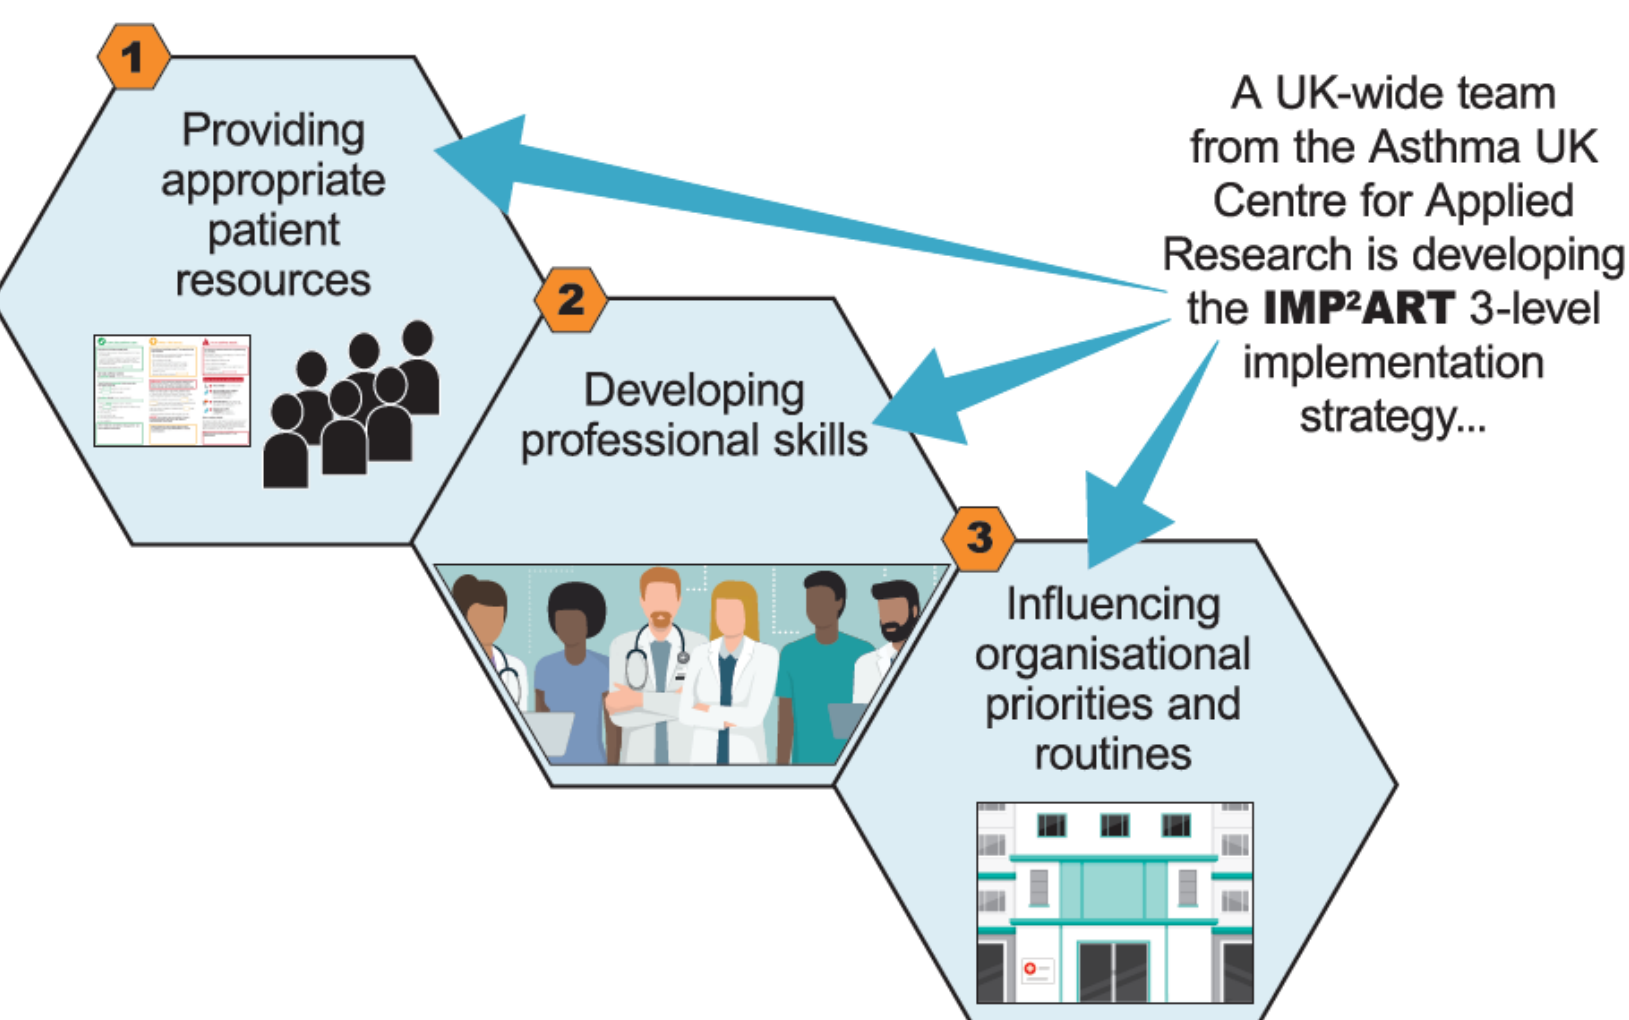 1
Providing
appropriate
patient
resources
2
Developing
professional skills
3
Influencing
organisational
priorities and
routines
A UK-wide team
from the Asthma UK
Centre for Applied
Research is developing
the IMP²ART 3-level
implementation
strategy...